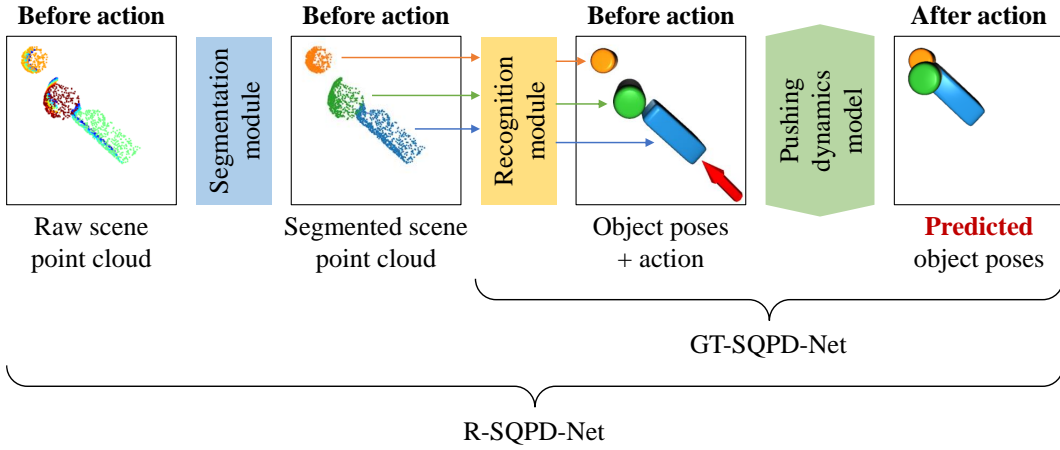 Before action
Before action
Before action
After action
Segmentation
module
Recognition
module
Pushing
dynamics
model
Raw scene
point cloud
Segmented scene
point cloud
Object poses
+ action
Predicted
object poses
GT-SQPD-Net
R-SQPD-Net